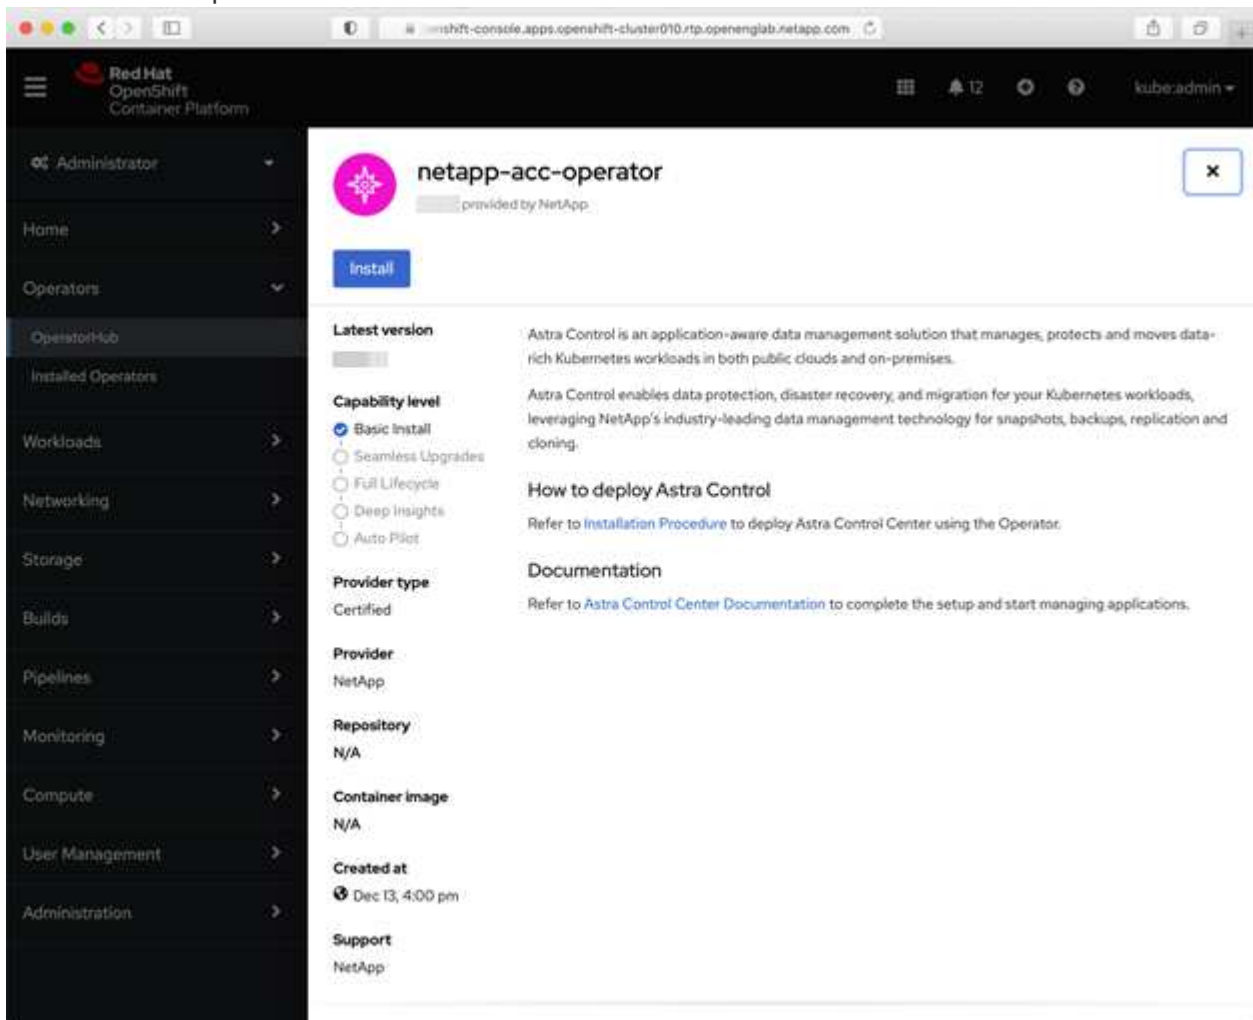 shift-console.apps.openshift-cluster010.rtp.openenglab.netapp.com
Red Hat
OpenShift
Container Platform
12
kube:admin
Administrator
Home
Operators
OperatorHub
Installed Operators
Workloads
Networking
Storage
Builds
Pipelines
Monitoring
Compute
User Management
Administration
netapp-acc-operator
provided by NetApp
Install
Latest version
Capability level
Basic Install
Seamless Upgrades
Full Lifecycle
Deep Insights
Auto Pilot
Provider type
Certified
Provider
NetApp
Repository
N/A
Container image
N/A
Created at
Dec 13, 4:00 pm
Support
NetApp
Astra Control is an application-aware data management solution that manages, protects and moves data-
rich Kubernetes workloads in both public clouds and on-premises.
Astra Control enables data protection, disaster recovery, and migration for your Kubernetes workloads,
leveraging NetApp's industry-leading data management technology for snapshots, backups, replication and
cloning.
How to deploy Astra Control
Refer to Installation Procedure to deploy Astra Control Center using the Operator.
Documentation
Refer to Astra Control Center Documentation to complete the setup and start managing applications.